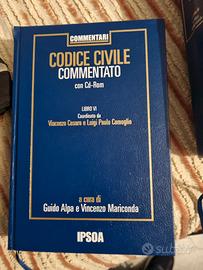 COMMENTARI
CODICE CIVILE
COMMENTATO
con Cd-Rom
LIBRO VI
Coordinato da
Vincenzo Cesaro e Luigi Paolo Comoglio
a cura di
Guido Alpa e Vincenzo Mariconda
IPSOA
subito